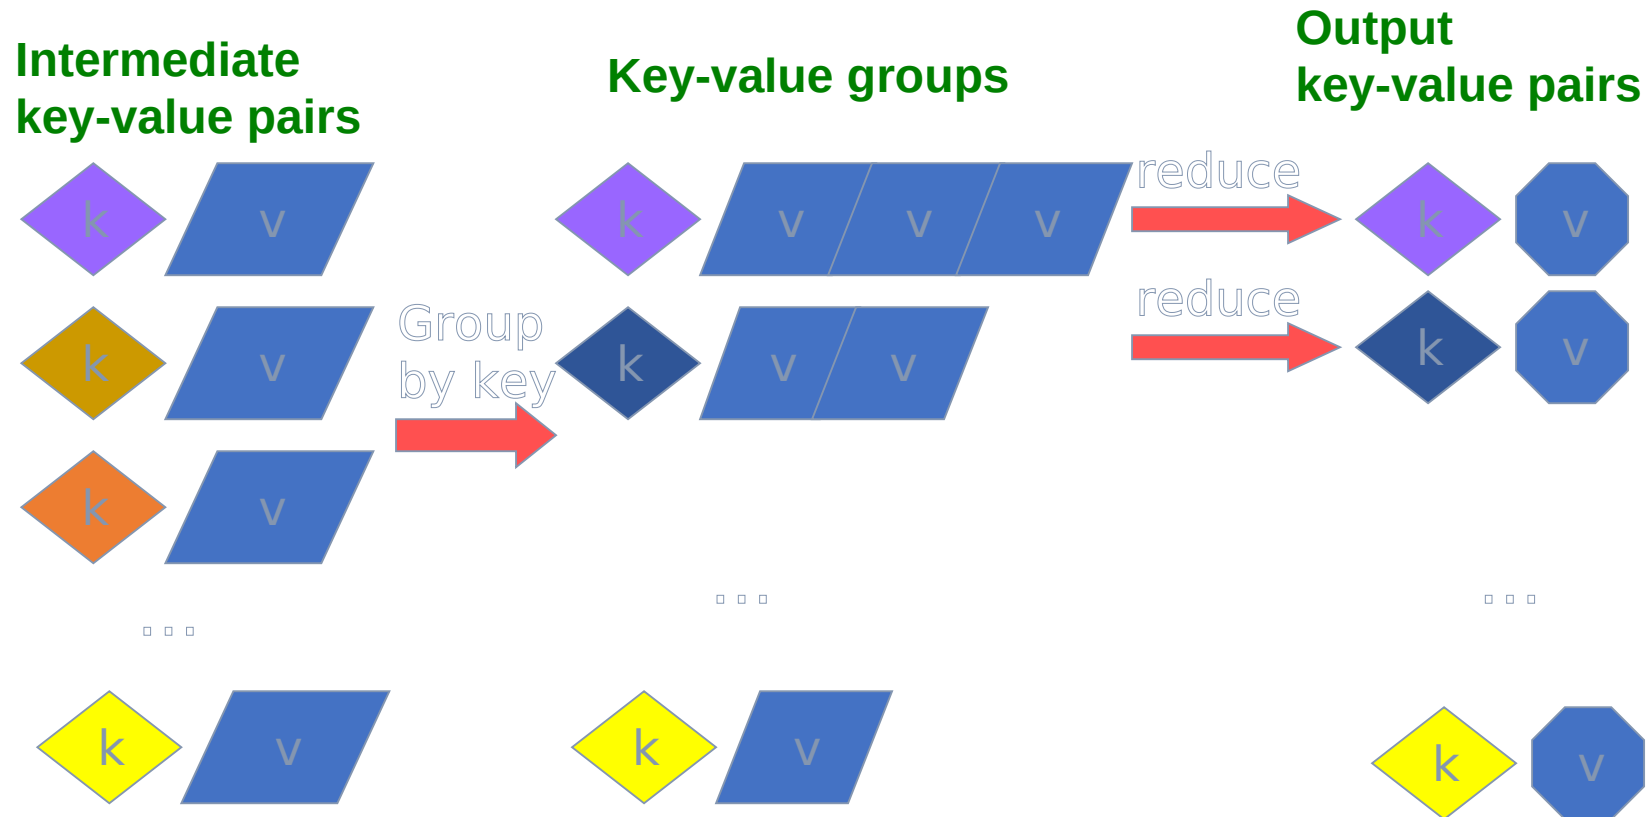 Intermediate
key-value pairs
Key-value groups
Output
key-value pairs
k v
k v v v
reduce
k v
k v
Group
by key
k v v
reduce
k v
k v
...
...
...
k v
k v
k v